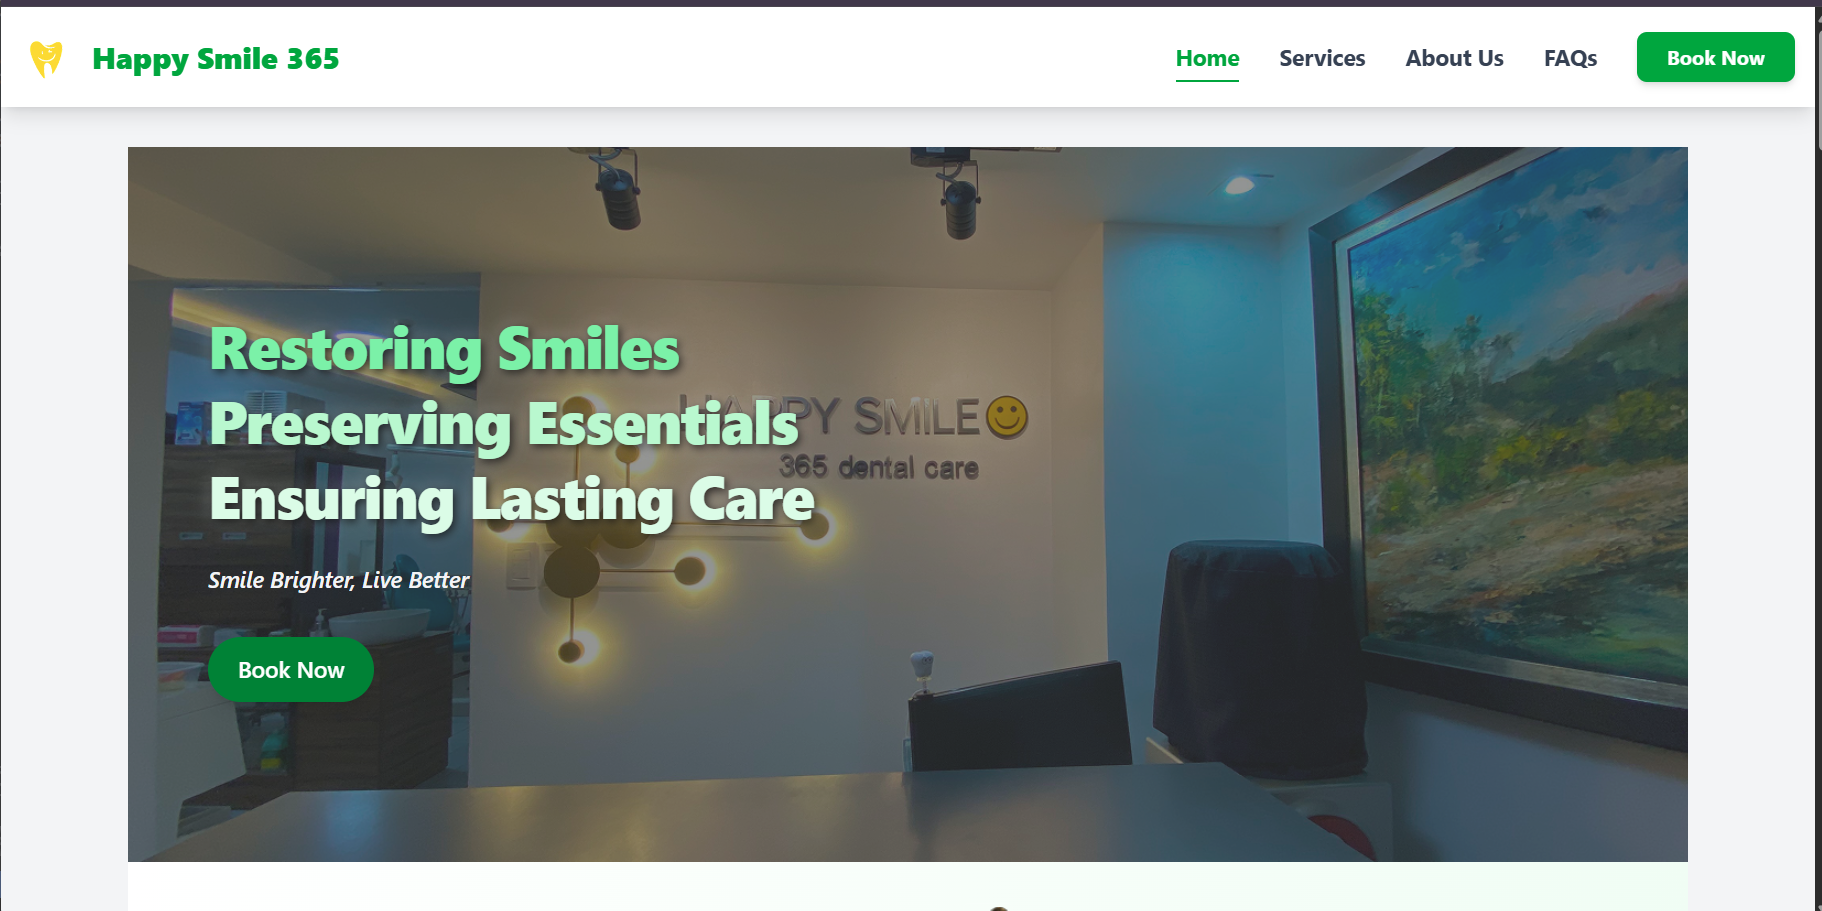 Happy Smile 365
Home Services About Us FAQs Book Now
Restoring Smiles
Preserving Essentials
Ensuring Lasting Care
HAPPY SMILE
365 dental care
Smile Brighter, Live Better
Book Now